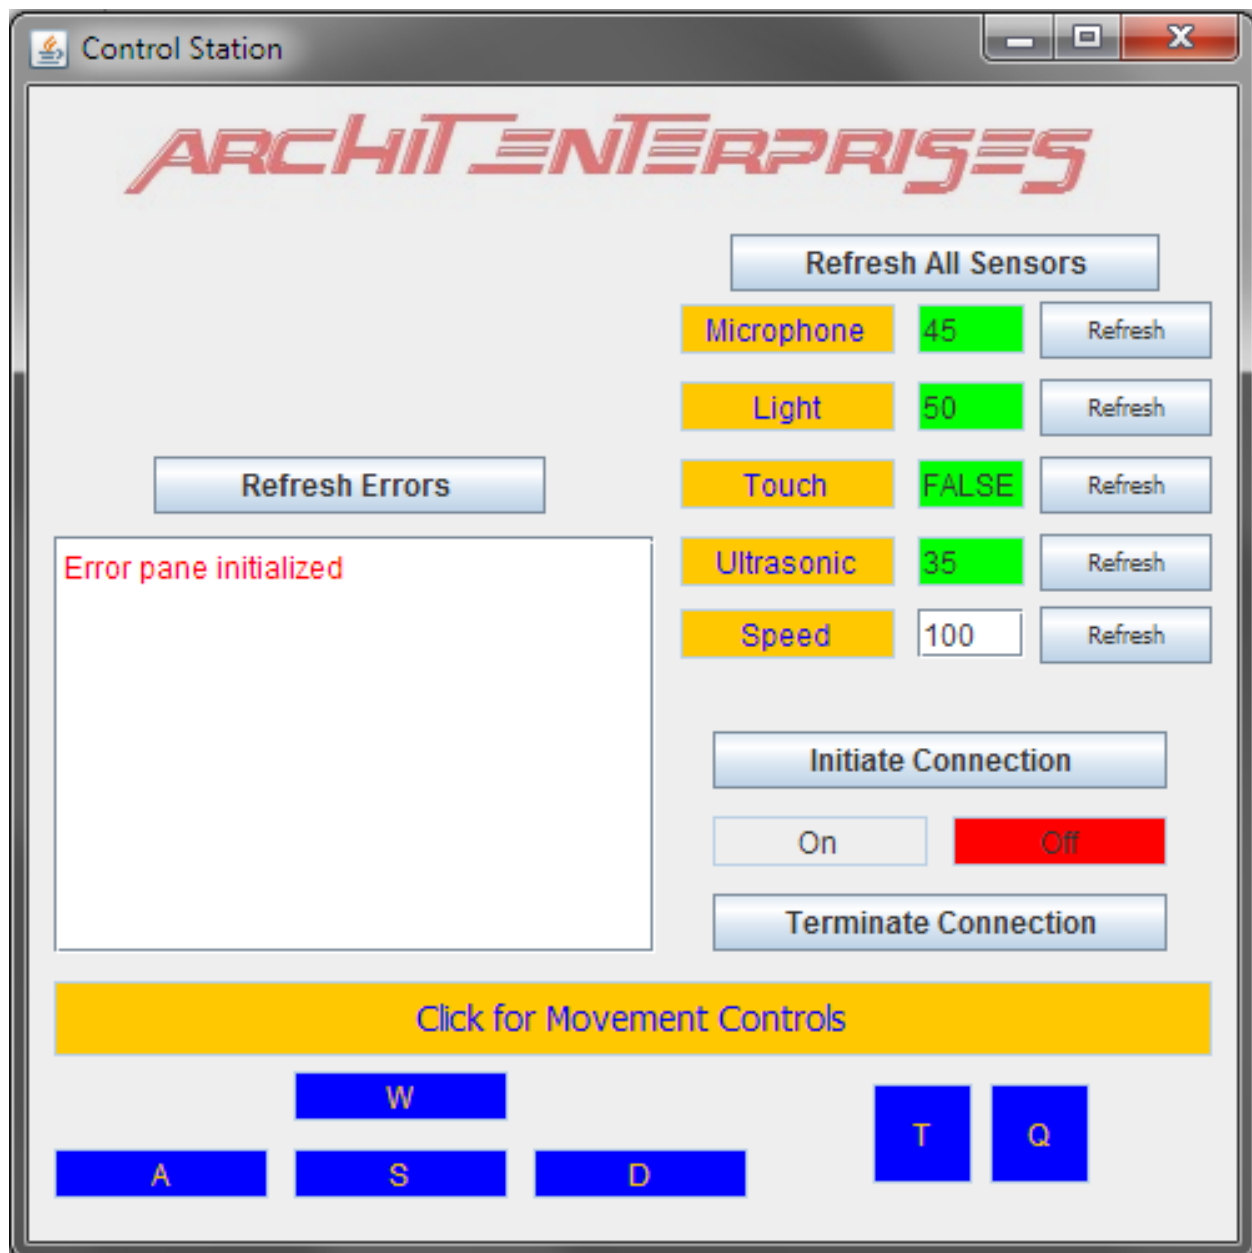 Control Station
ARCHIT ENTERPRISES
Refresh All Sensors
Microphone 45 Refresh
Light 50 Refresh
Refresh Errors
Touch FALSE Refresh
Error pane initialized
Ultrasonic 35 Refresh
Speed 100 Refresh
Initiate Connection
On Off
Terminate Connection
Click for Movement Controls
W
T Q
A S D